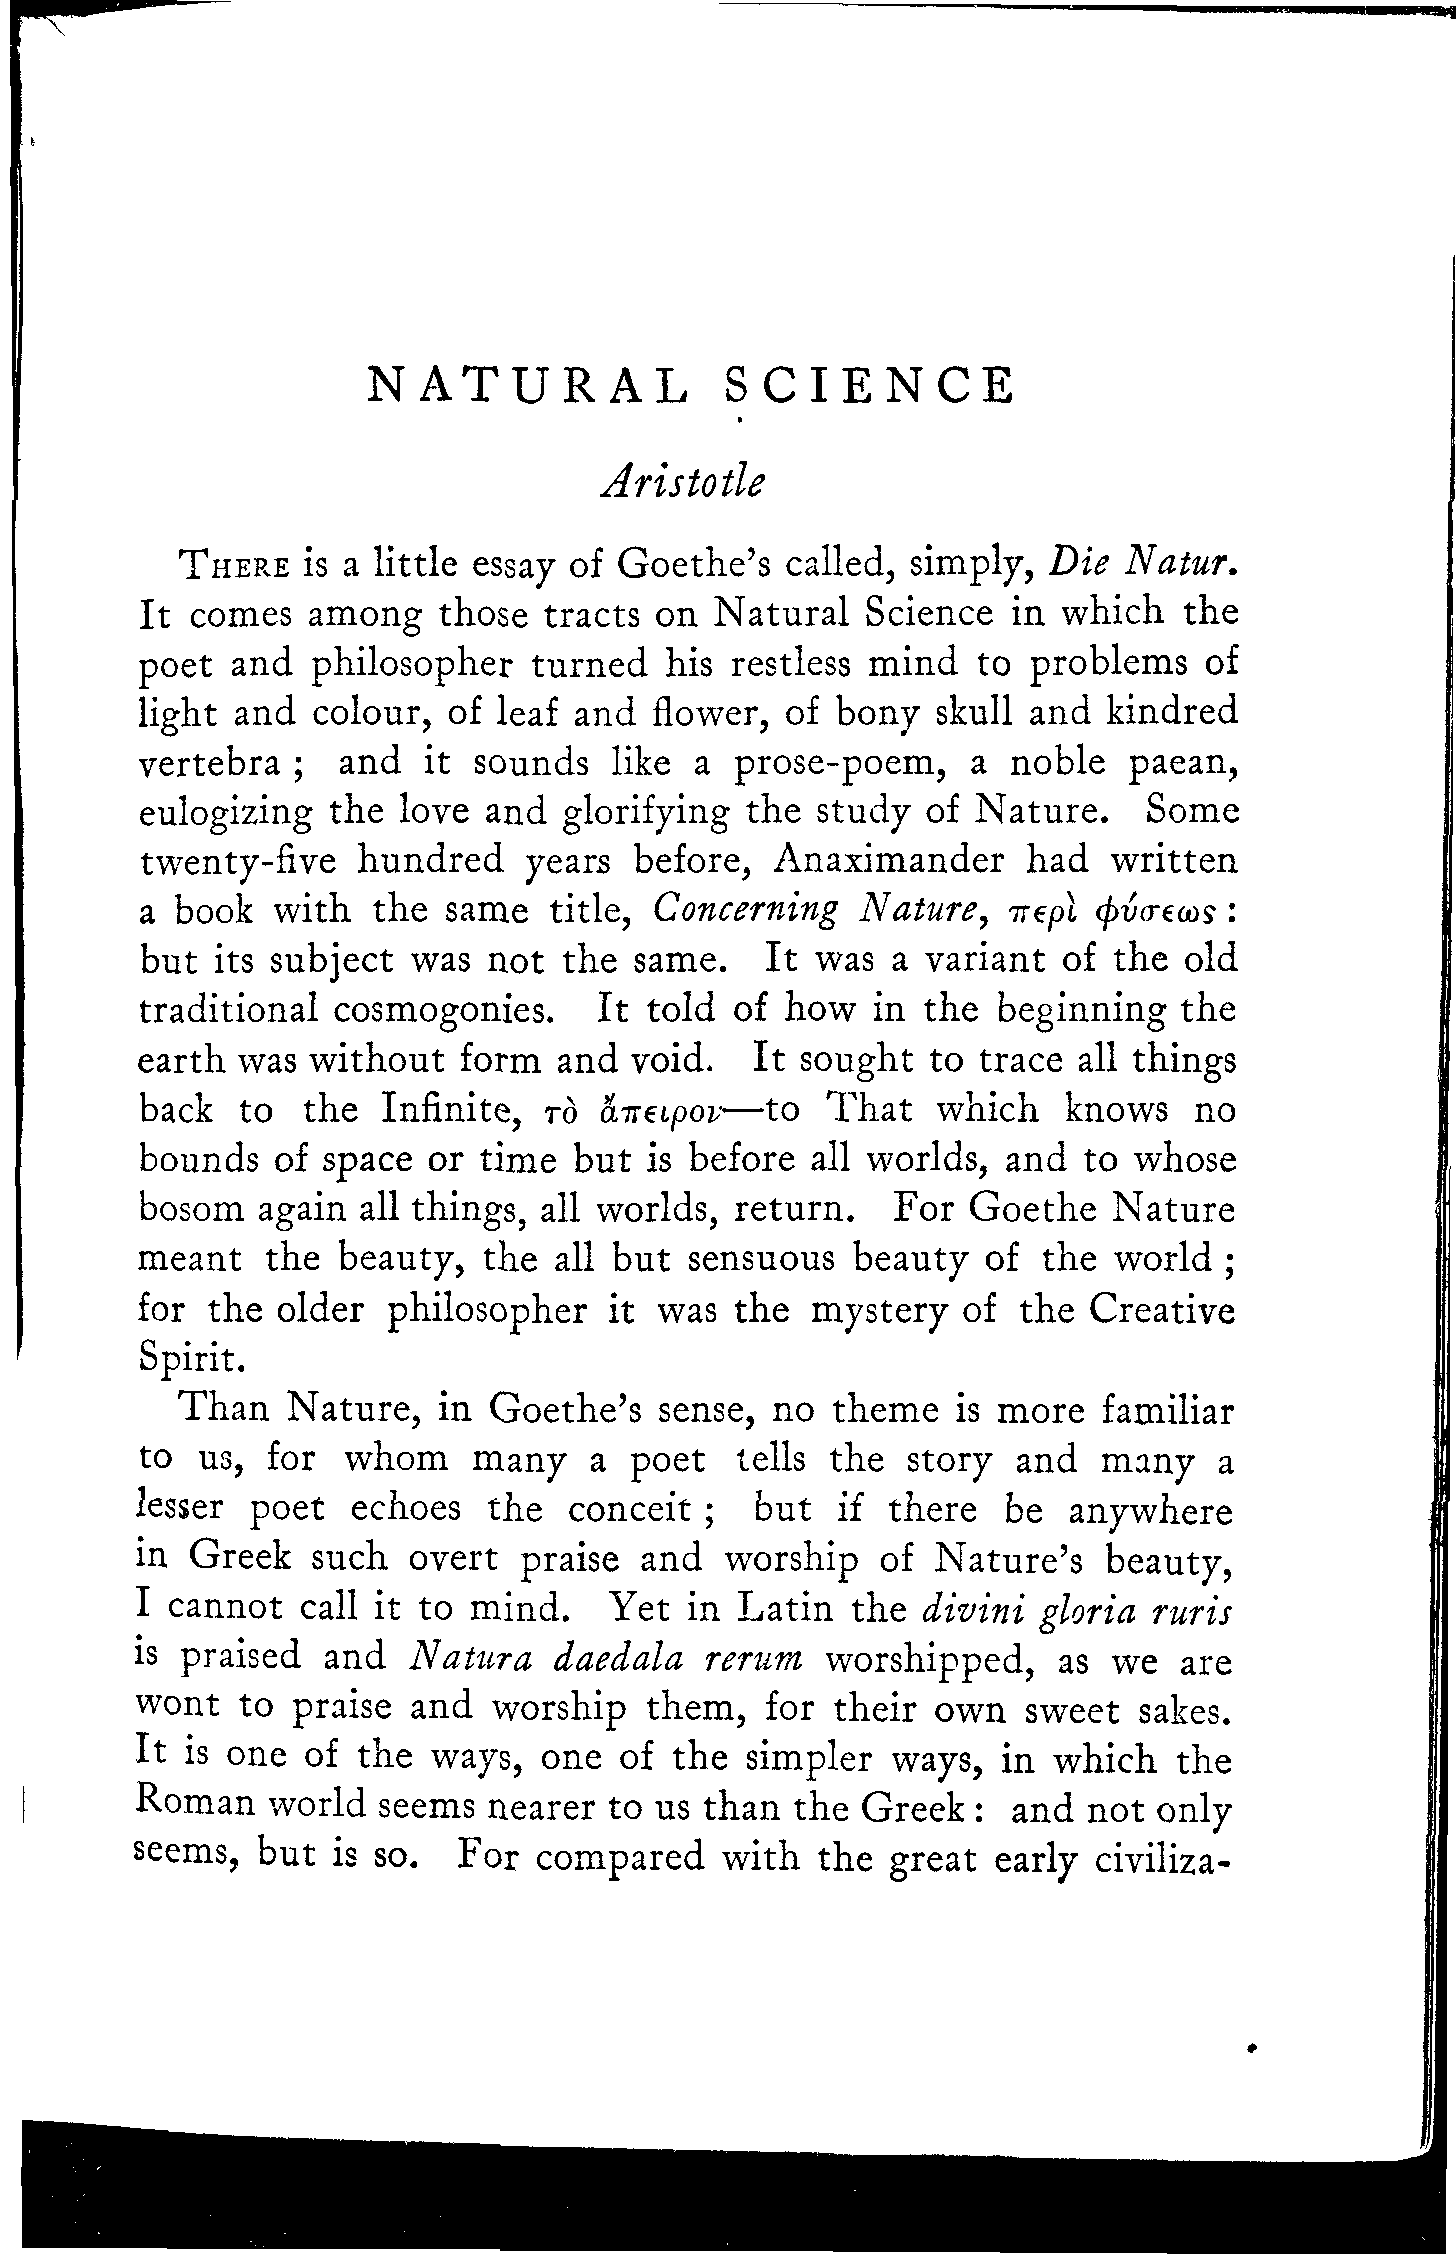 NATURAL SCIENCE
Aristotle
THERE is a little essay of Goethe's called, simply, Die Natur.
It comes among those tracts on Natural Science in which the
poet and philosopher turned his restless mind to problems of
light and colour, of leaf and flower, of bony skull and kindred
vertebra ; and it sounds like a prose-poem, a noble paean,
eulogizing the love and glorifying the study of Nature. Some
twenty-five hundred years before, Anaximander had written
a book with the same title, Concerning Nature, περὶ φύσεως :
but its subject was not the same. It was a variant of the old
traditional cosmogonies. It told of how in the beginning the
earth was without form and void. It sought to trace all things
back to the Infinite, τὸ ἄπειρον—to That which knows no
bounds of space or time but is before all worlds, and to whose
bosom again all things, all worlds, return. For Goethe Nature
meant the beauty, the all but sensuous beauty of the world ;
for the older philosopher it was the mystery of the Creative
Spirit.
Than Nature, in Goethe's sense, no theme is more familiar
to us, for whom many a poet tells the story and many a
lesser poet echoes the conceit ; but if there be anywhere
in Greek such overt praise and worship of Nature's beauty,
I cannot call it to mind. Yet in Latin the divini gloria ruris
is praised and Natura daedala rerum worshipped, as we are
wont to praise and worship them, for their own sweet sakes.
It is one of the ways, one of the simpler ways, in which the
Roman world seems nearer to us than the Greek : and not only
seems, but is so. For compared with the great early civiliza-